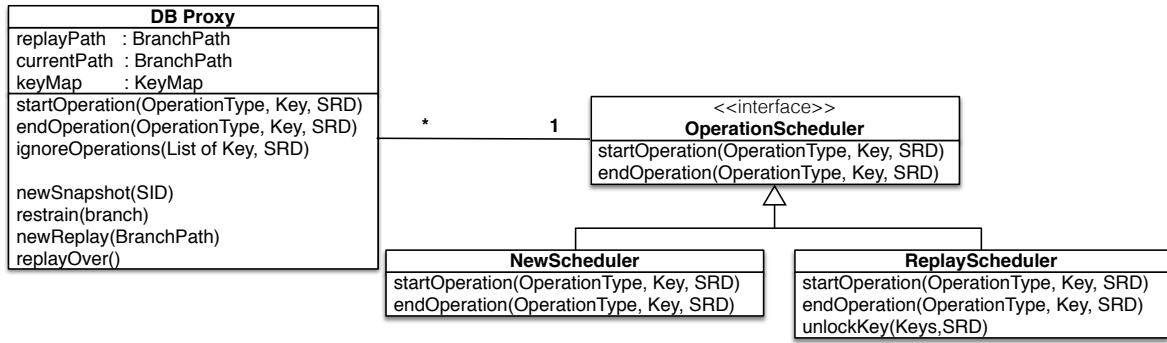 DB Proxy
replayPath : BranchPath
currentPath : BranchPath
keyMap : KeyMap
startOperation(OperationType, Key, SRD)
endOperation(OperationType, Key, SRD)
ignoreOperations(List of Key, SRD)
newSnapshot(SID)
restrain(branch)
newReplay(BranchPath)
replayOver()
* 1
<<interface>>
OperationScheduler
startOperation(OperationType, Key, SRD)
endOperation(OperationType, Key, SRD)
NewScheduler
startOperation(OperationType, Key, SRD)
endOperation(OperationType, Key, SRD)
ReplayScheduler
startOperation(OperationType, Key, SRD)
endOperation(OperationType, Key, SRD)
unlockKey(Keys,SRD)